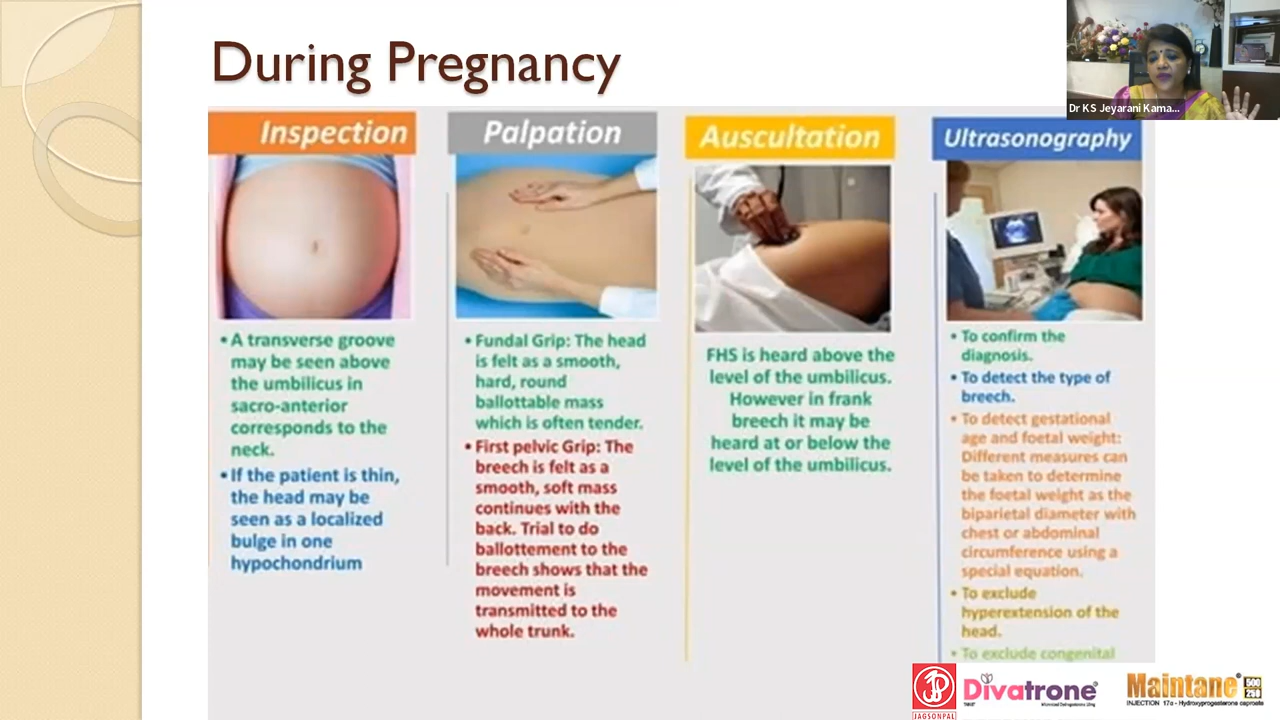 During Pregnancy
Dr KS Jeyarani Kama...
Inspection
• A transverse groove
may be seen above
the umbilicus in
sacro-anterior
corresponds to the
neck.
• If the patient is thin,
the head may be
seen as a localized
bulge in one
hypochondrium
Palpation
• Fundal Grip: The head
is felt as a smooth,
hard, round
ballottable mass
which is often tender.
• First pelvic Grip: The
breech is felt as a
smooth, soft mass
continues with the
back. Trial to do
ballottement to the
breech shows that the
movement is
transmitted to the
whole trunk.
Auscultation
FHS is heard above the
level of the umbilicus.
However in frank
breech it may be
heard at or below the
level of the umbilicus.
Ultrasonography
• To confirm the
diagnosis.
• To detect the type of
breech.
• To detect gestational
age and foetal weight:
Different measures can
be taken to determine
the foetal weight as the
biparietal diameter with
chest or abdominal
circumference using a
special equation.
• To exclude
hyperextension of the
head.
• To exclude congenital
JAGSONPAL
Divatrone®
TABLET
Maintane® 500 250
INJECTION 17α - Hydroxyprogesterone caproate